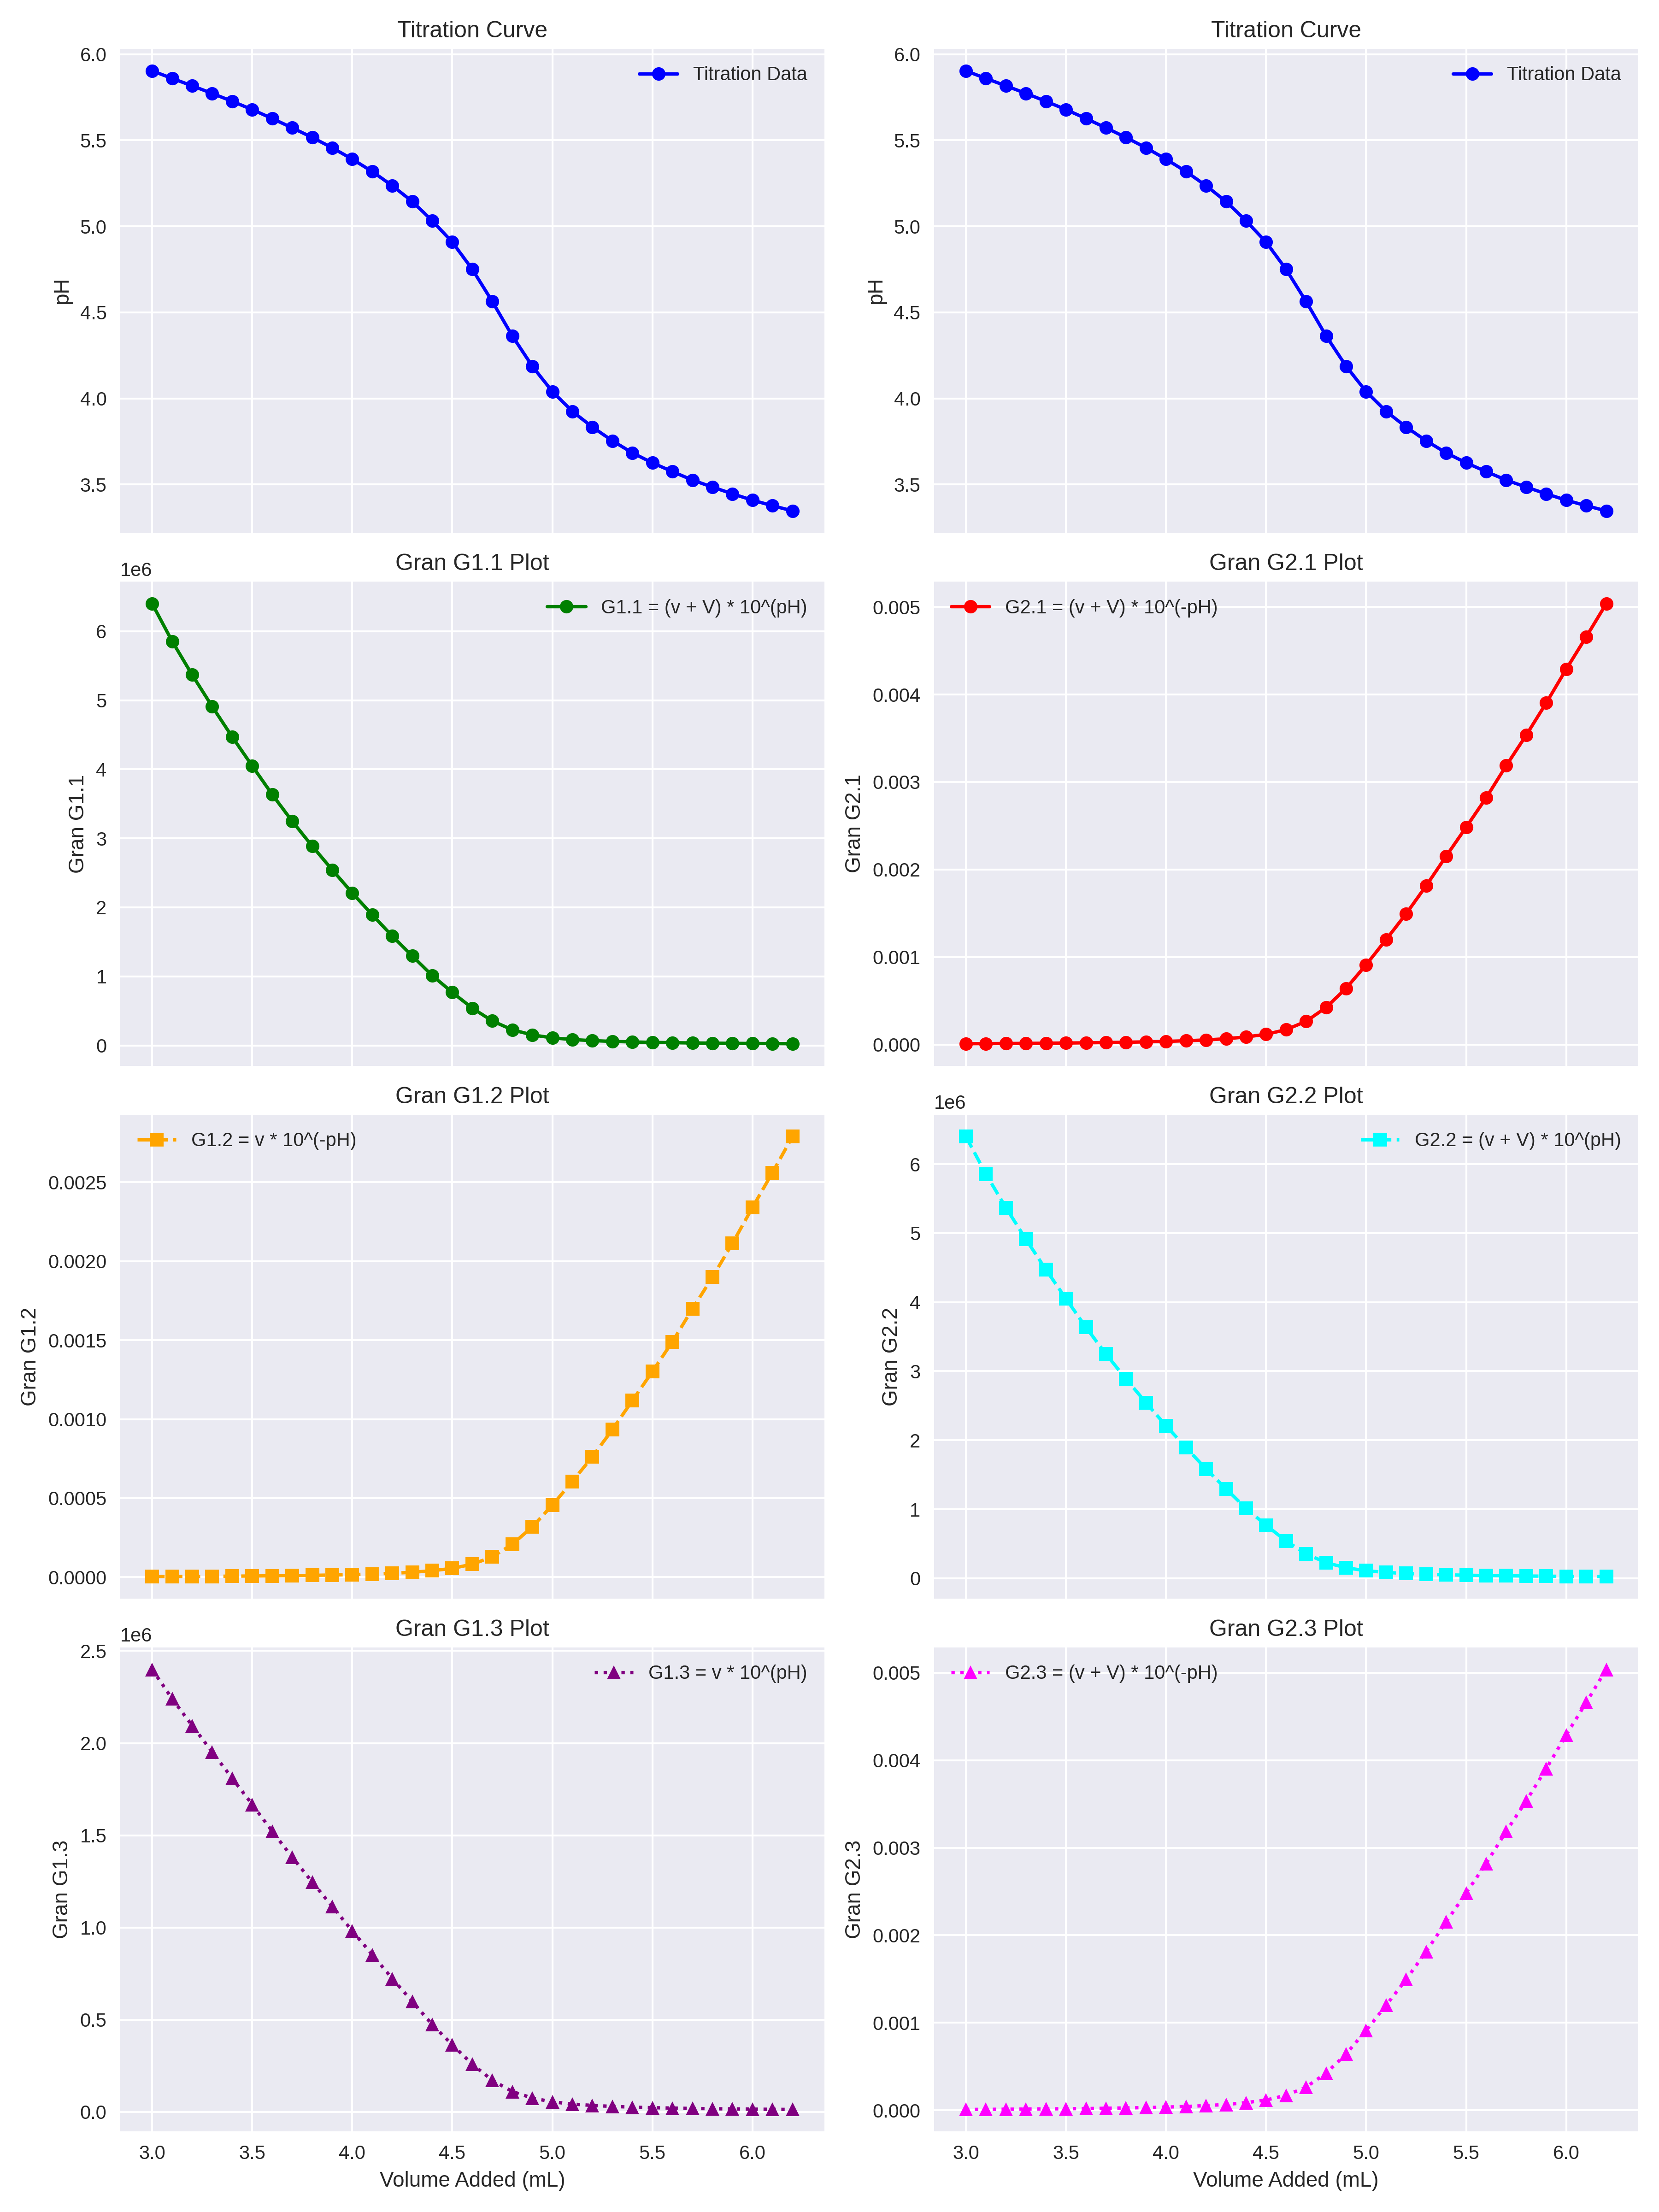 Titration Curve
6.0
5.5
5.0
4.5
4.0
3.5
pH
Titration Data
Titration Curve
6.0
5.5
5.0
4.5
4.0
3.5
pH
Titration Data
Gran G1.1 Plot
1e6
6
5
4
3
2
1
0
Gran G1.1
G1.1 = (v + V) * 10^(pH)
Gran G2.1 Plot
0.005
0.004
0.003
0.002
0.001
0.000
Gran G2.1
G2.1 = (v + V) * 10^(-pH)
Gran G1.2 Plot
0.0025
0.0020
0.0015
0.0010
0.0005
0.0000
Gran G1.2
G1.2 = v * 10^(-pH)
Gran G2.2 Plot
1e6
6
5
4
3
2
1
0
Gran G2.2
G2.2 = (v + V) * 10^(pH)
Gran G1.3 Plot
1e6
2.5
2.0
1.5
1.0
0.5
0.0
Gran G1.3
G1.3 = v * 10^(pH)
3.0 3.5 4.0 4.5 5.0 5.5 6.0
Volume Added (mL)
Gran G2.3 Plot
0.005
0.004
0.003
0.002
0.001
0.000
Gran G2.3
G2.3 = (v + V) * 10^(-pH)
3.0 3.5 4.0 4.5 5.0 5.5 6.0
Volume Added (mL)